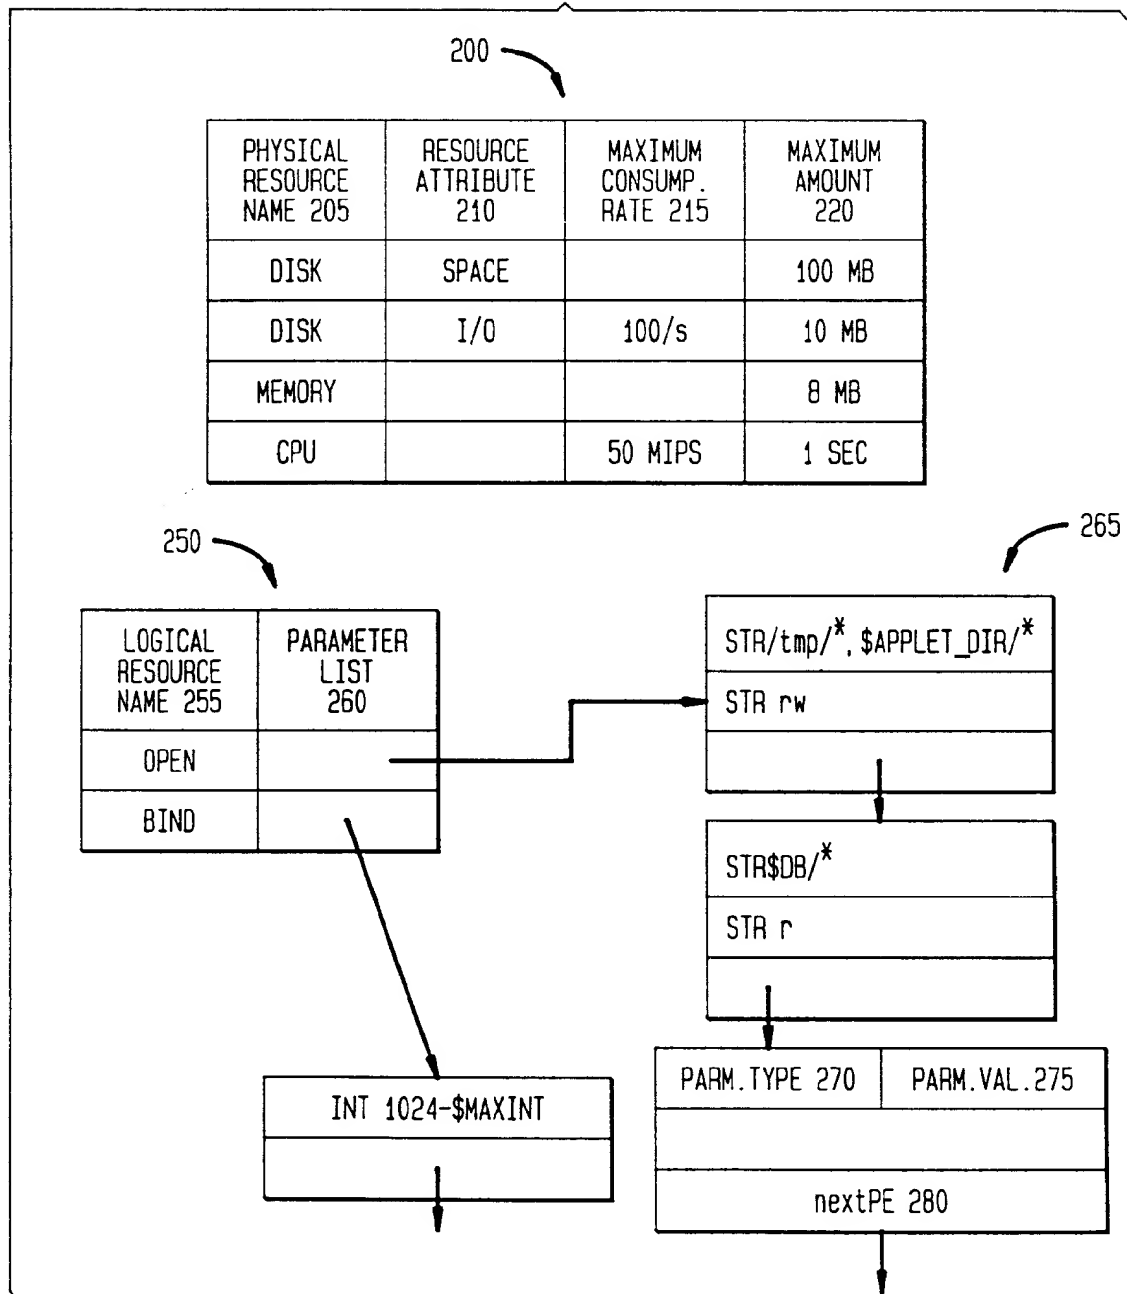 200
PHYSICAL RESOURCE NAME 205
RESOURCE ATTRIBUTE 210
MAXIMUM CONSUMP. RATE 215
MAXIMUM AMOUNT 220
DISK SPACE 100 MB
DISK I/O 100/s 10 MB
MEMORY 8 MB
CPU 50 MIPS 1 SEC
250
265
LOGICAL RESOURCE NAME 255
PARAMETER LIST 260
OPEN
BIND
STR/tmp/*, $APPLET_DIR/*
STR rw
STR$DB/*
STR r
INT 1024-$MAXINT
PARM.TYPE 270
PARM.VAL.275
nextPE 280